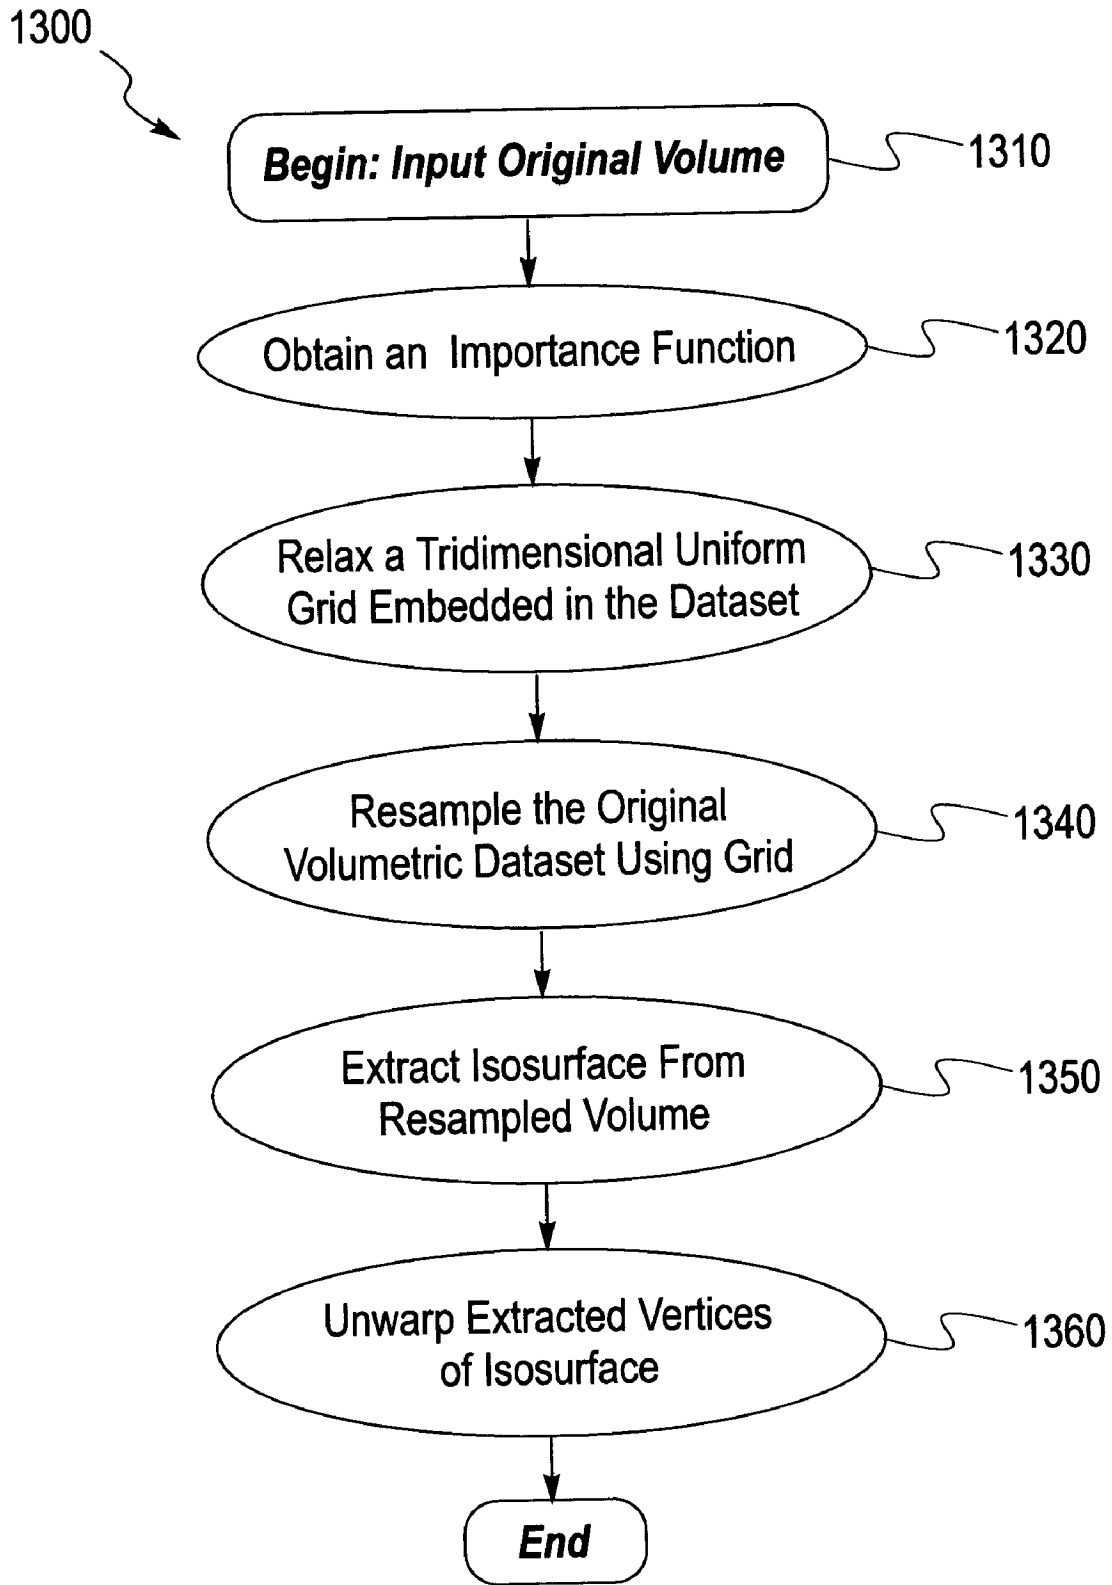 1300
Begin: Input Original Volume
1310
Obtain an Importance Function
1320
Relax a Tridimensional Uniform
Grid Embedded in the Dataset
1330
Resample the Original
Volumetric Dataset Using Grid
1340
Extract Isosurface From
Resampled Volume
1350
Unwarp Extracted Vertices
of Isosurface
1360
End